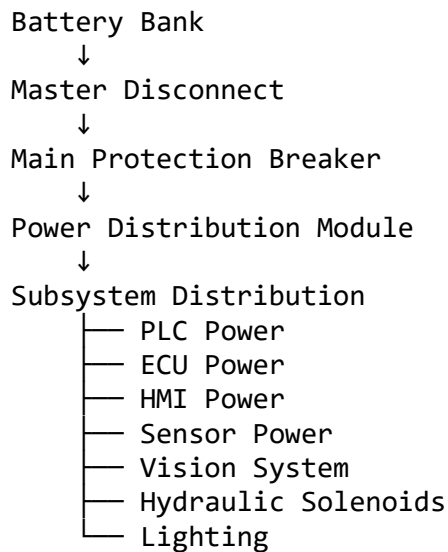 Battery Bank
↓
Master Disconnect
↓
Main Protection Breaker
↓
Power Distribution Module
↓
Subsystem Distribution
├── PLC Power
├── ECU Power
├── HMI Power
├── Sensor Power
├── Vision System
├── Hydraulic Solenoids
└── Lighting